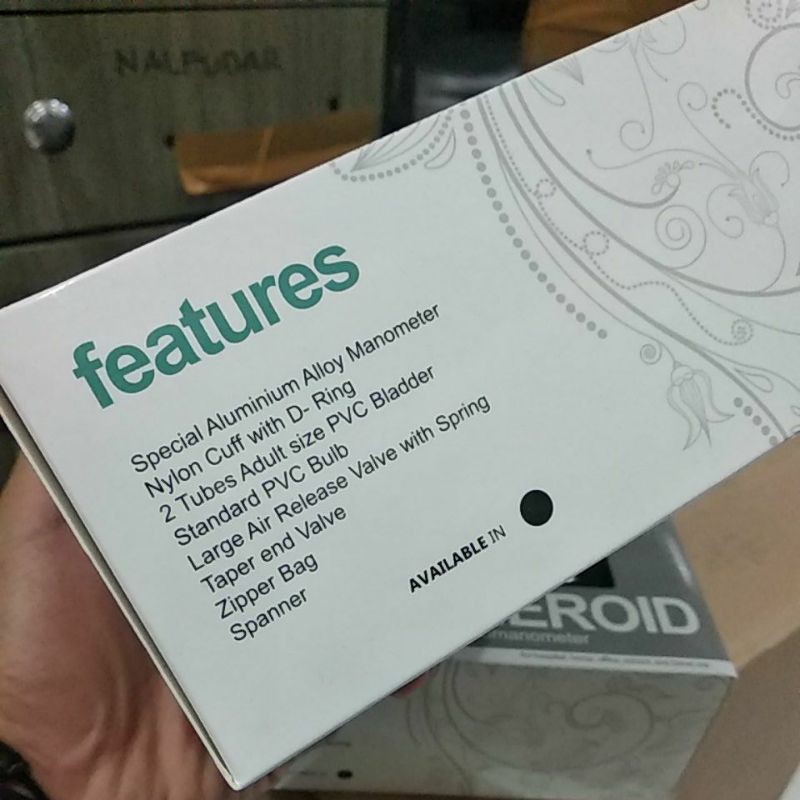 NALPUDAR
features
Special Aluminium Alloy Manometer
Nylon Cuff with D- Ring
2 Tubes Adult size PVC Bladder
Standard PVC Bulb
Large Air Release Valve with Spring
Taper end Valve
Zipper Bag
Spanner
AVAILABLE IN
EROID
manometer